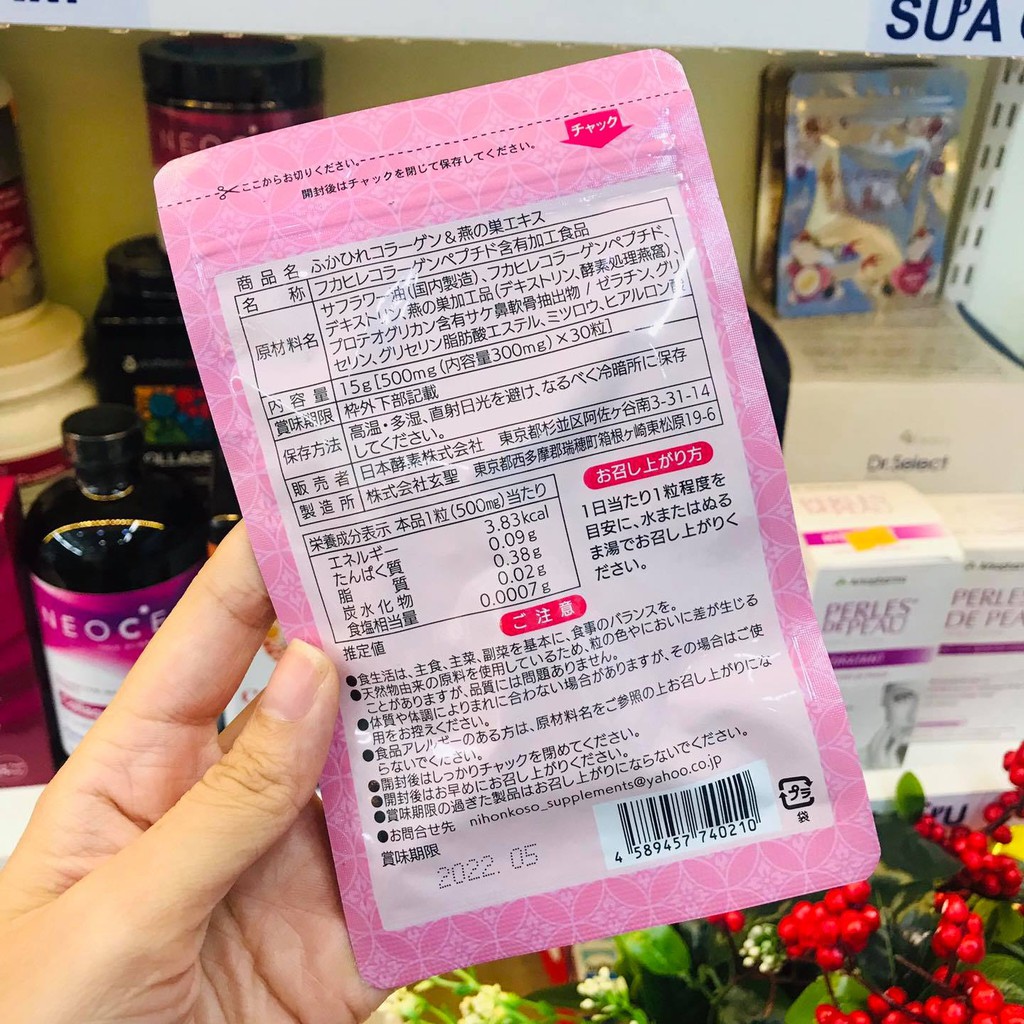 SỮA
NEOCE
チャック
ここからお切りください。
開封後はチャックを閉じて保存してください。
商品名 ふかひれコラーゲン&燕の巣エキス
名称 フカヒレコラーゲンペプチド含有加工食品
原材料名 サフラワー油(国内製造)、フカヒレコラーゲンペプチド、
デキストリン、燕の巣加工品(デキストリン、酵素処理燕窩)、
プロテオグリカン含有サケ鼻軟骨抽出物/ゼラチン、グリ
セリン、グリセリン脂肪酸エステル、ミツロウ、ヒアルロン酸
内容量 15g[500mg(内容量300mg)×30粒]
賞味期限 枠外下部記載
保存方法 高温・多湿、直射日光を避け、なるべく冷暗所に保存
してください。
販売者 日本酵素株式会社 東京都杉並区阿佐ヶ谷南3-31-14
製造所 株式会社玄聖 東京都西多摩郡瑞穂町箱根ヶ崎東松原19-6
栄養成分表示 本品1粒(500mg)当たり
エネルギー 3.83kcal
たんぱく質 0.09g
脂質 0.38g
炭水化物 0.02g
食塩相当量 0.0007g
推定値
お召し上がり方
1日当たり1粒程度を
目安に、水またはぬる
ま湯でお召し上がりく
ださい。
ご注意
●食生活は、主食、主菜、副菜を基本に、食事のバランスを。
●天然物由来の原料を使用しているため、粒の色やにおいに差が生じる
ことがありますが、品質には問題ありません。
●体質や体調によりまれに合わない場合がありますが、その場合はご使
用をお控えください。
●食品アレルギーのある方は、原材料名をご参照の上お召し上がりにな
らないでください。
●開封後はしっかりチャックを閉めてください。
●開封後はお早めにお召し上がりください。
●賞味期限の過ぎた製品はお召し上がりにならないでください。
●お問合せ先 nihonkoso_supplements@yahoo.co.jp
賞味期限
2022.05
4 589457 740210
プラ
袋
NEOCE
OLLAGE
Dr.Select
Arkopharma
PERLES
DE PEAU
PERLES
DE PEA